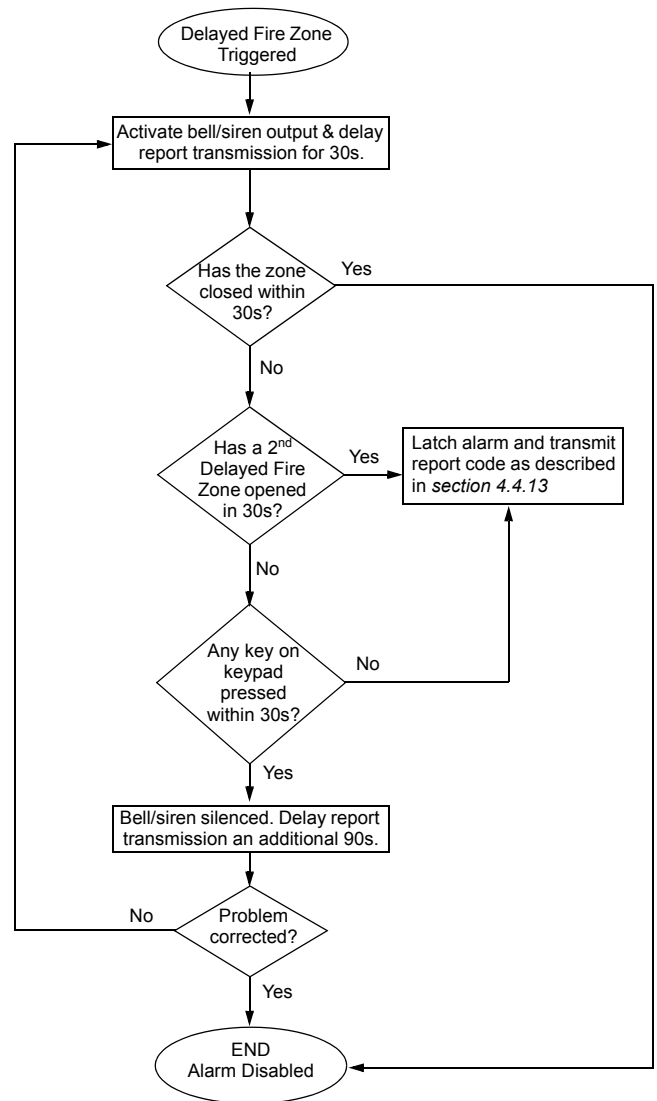 Delayed Fire Zone
Triggered
Activate bell/siren output & delay
report transmission for 30s.
Has the zone
closed within
30s?
Yes
No
Has a 2nd
Delayed Fire
Zone opened
in 30s?
Yes
Latch alarm and transmit
report code as described
in section 4.4.13
No
Any key on
keypad
pressed
within 30s?
No
Yes
Bell/siren silenced. Delay report
transmission an additional 90s.
No
Problem
corrected?
Yes
END
Alarm Disabled